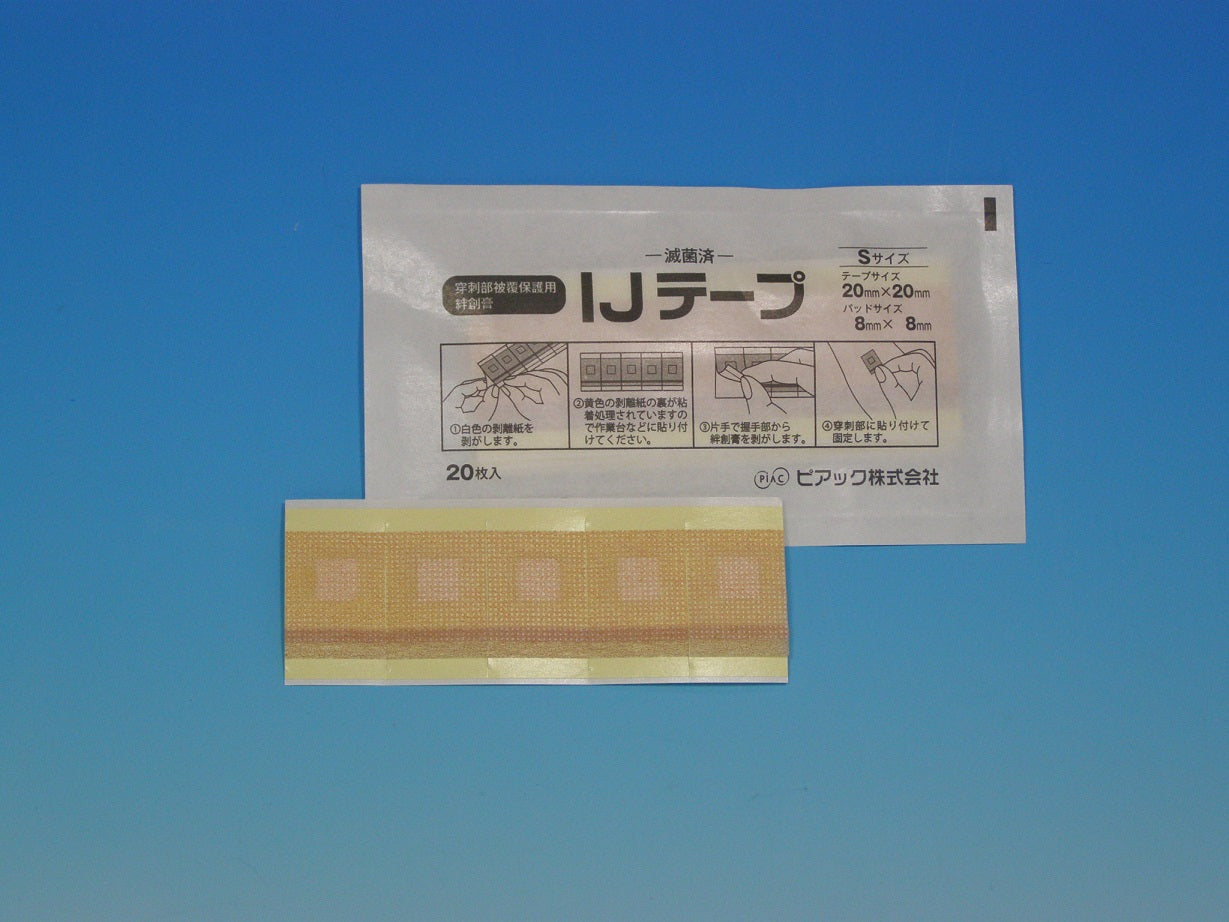 ―滅菌済―
穿刺部被覆保護用
絆創膏
IJテープ
Sサイズ
テープサイズ
20mm×20mm
パッドサイズ
8mm× 8mm
①白色の剥離紙を
剥がします。
②黄色の剥離紙の裏が粘
着処理されていますの
で作業台などに貼り付
けてください。
③片手で握手部から
絆創膏を剥がします。
④穿刺部に貼り付けて
固定します。
20枚入
PIAC ピアック株式会社